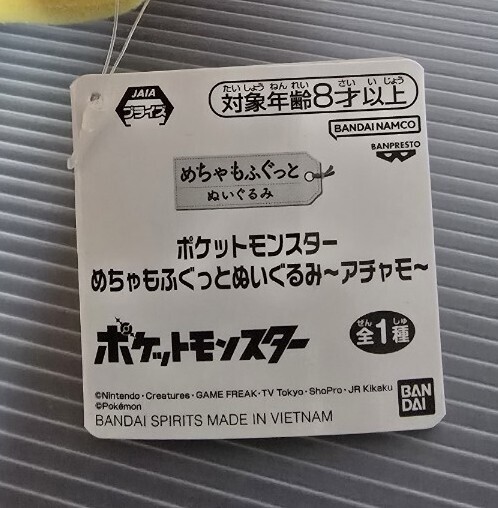 JAIA
プライズ
たいしょうねんれい さいいじょう
対象年齢8才以上
BANDAI NAMCO
BANPRESTO
めちゃもふぐっと
ぬいぐるみ
ポケットモンスター
めちゃもふぐっとぬいぐるみ～アチャモ～
ポケットモンスター
ぜん しゅ
全1種
©Nintendo・Creatures・GAME FREAK・TV Tokyo・ShoPro・JR Kikaku
©Pokémon
BANDAI SPIRITS MADE IN VIETNAM
BAN
DAI